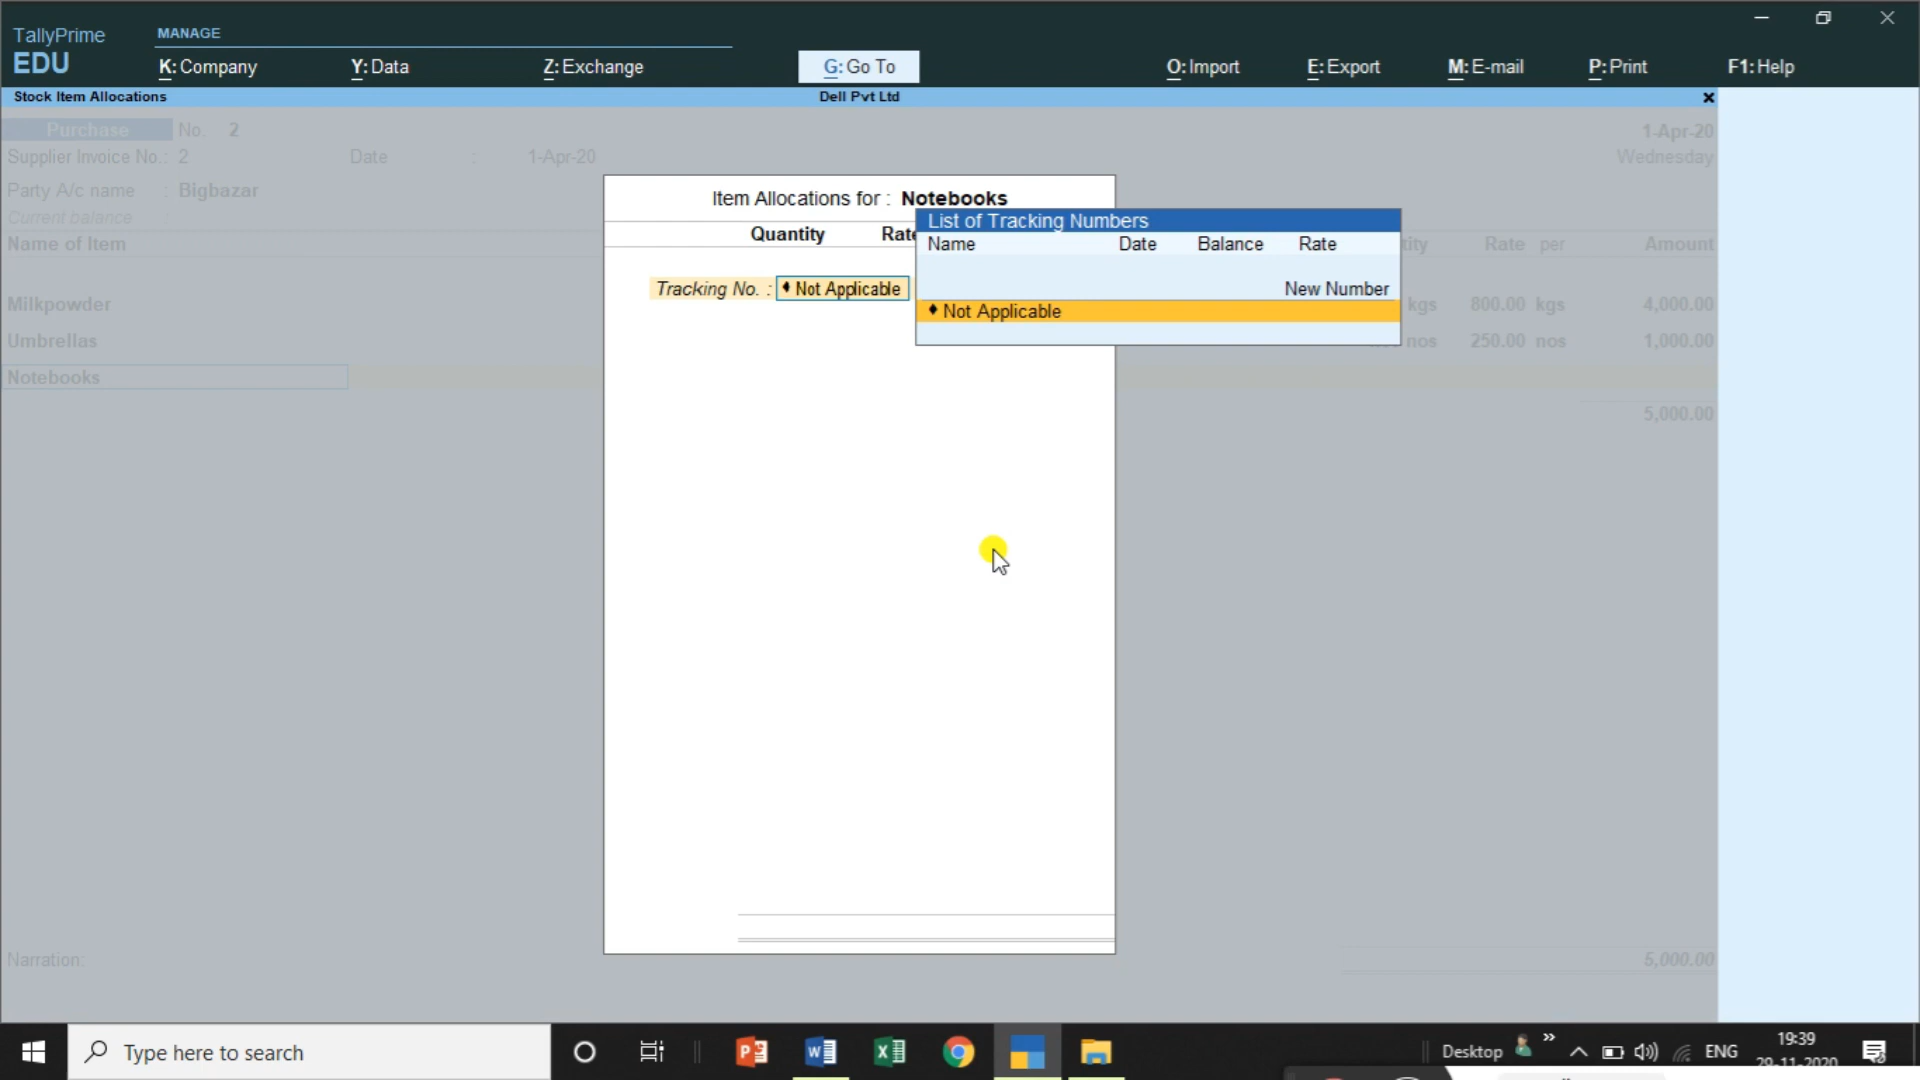 TallyPrime
EDU
MANAGE
K: Company
Y: Data
Z: Exchange
G: Go To
O: Import
E: Export
M: E-mail
P: Print
F1: Help
Stock Item Allocations
Dell Pvt Ltd
Purchase No. 2
1-Apr-20
Supplier Invoice No.: 2 Date : 1-Apr-20
Wednesday
Party A/c name : Bigbazar
Current balance :
Name of Item
Rate per Amount
Milkpowder
kgs 800.00 kgs 4,000.00
Umbrellas
nos 250.00 nos 1,000.00
Notebooks
5,000.00
Item Allocations for : Notebooks
Quantity
Tracking No. : ♦ Not Applicable
List of Tracking Numbers
Name Date Balance Rate
New Number
♦ Not Applicable
Narration:
5,000.00
Type here to search
Desktop
ENG
19:39
29-11-2020